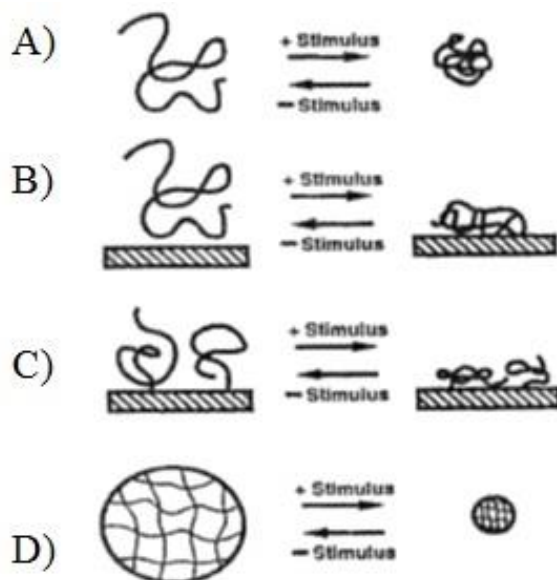 A)
+ Stimulus
– Stimulus
B)
+ Stimulus
– Stimulus
C)
+ Stimulus
– Stimulus
D)
+ Stimulus
– Stimulus